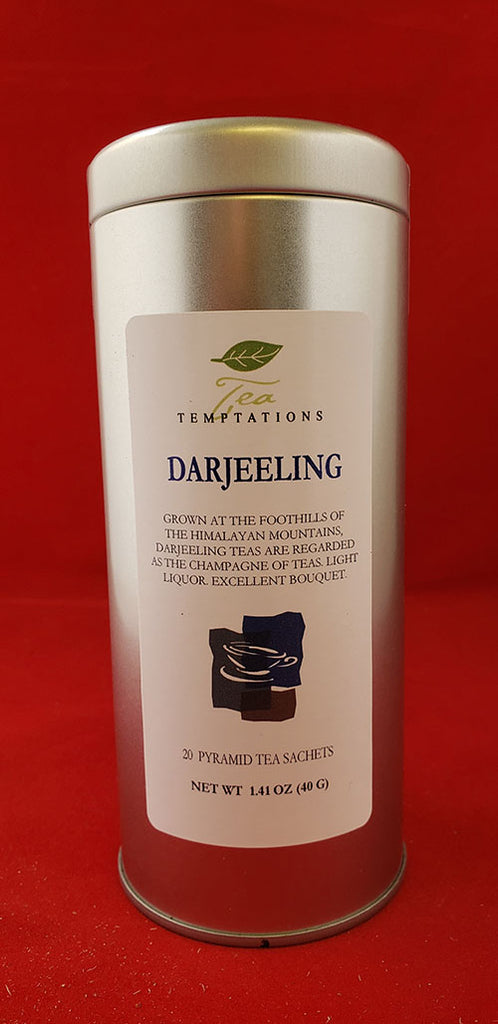 Tea
TEMPTATIONS
DARJEELING
GROWN AT THE FOOTHILLS OF
THE HIMALAYAN MOUNTAINS,
DARJEELING TEAS ARE REGARDED
AS THE CHAMPAGNE OF TEAS. LIGHT
LIQUOR. EXCELLENT BOUQUET.
20 PYRAMID TEA SACHETS
NET WT 1.41 OZ (40 G)